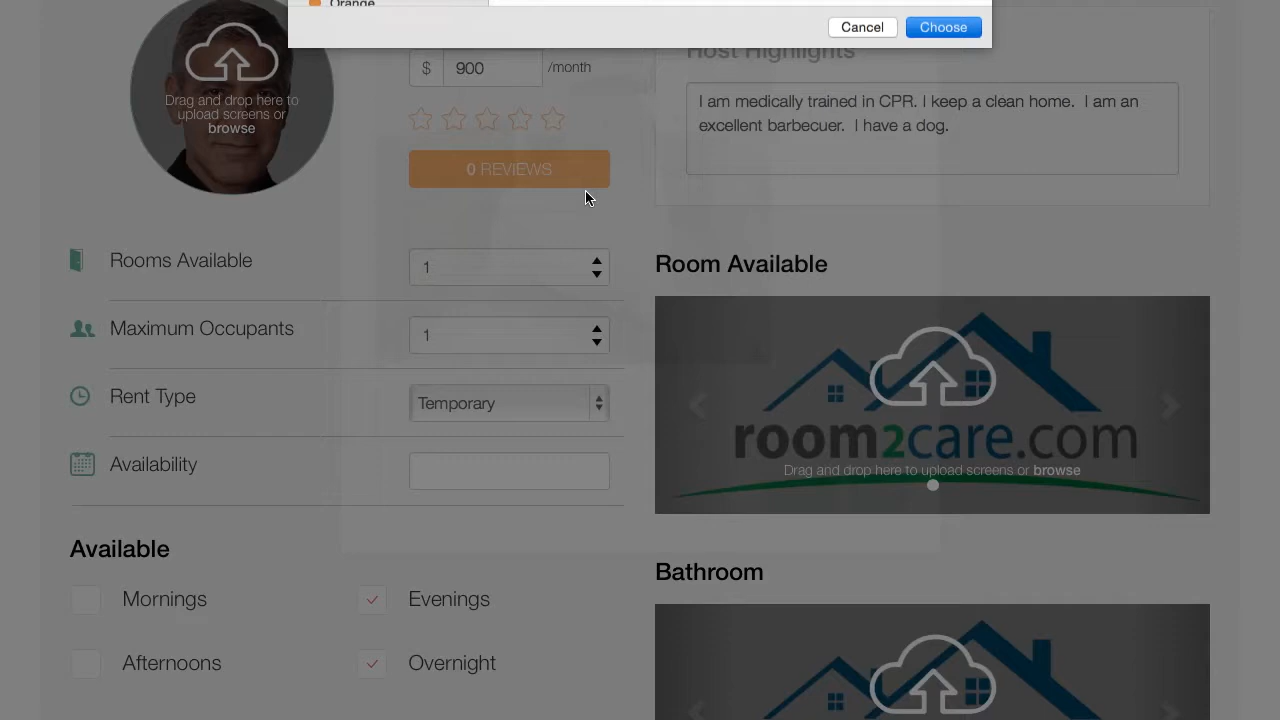 Orange
Cancel
Choose
Host Highlights
$
900
/month
Drag and drop here to
upload screens or
browse
I am medically trained in CPR. I keep a clean home.  I am an
excellent barbecuer.  I have a dog.
0 REVIEWS
Rooms Available
1
Maximum Occupants
1
Rent Type
Temporary
Availability
Room Available
room2care.com
Drag and drop here to upload screens or browse
Available
Mornings
Evenings
Afternoons
Overnight
Bathroom